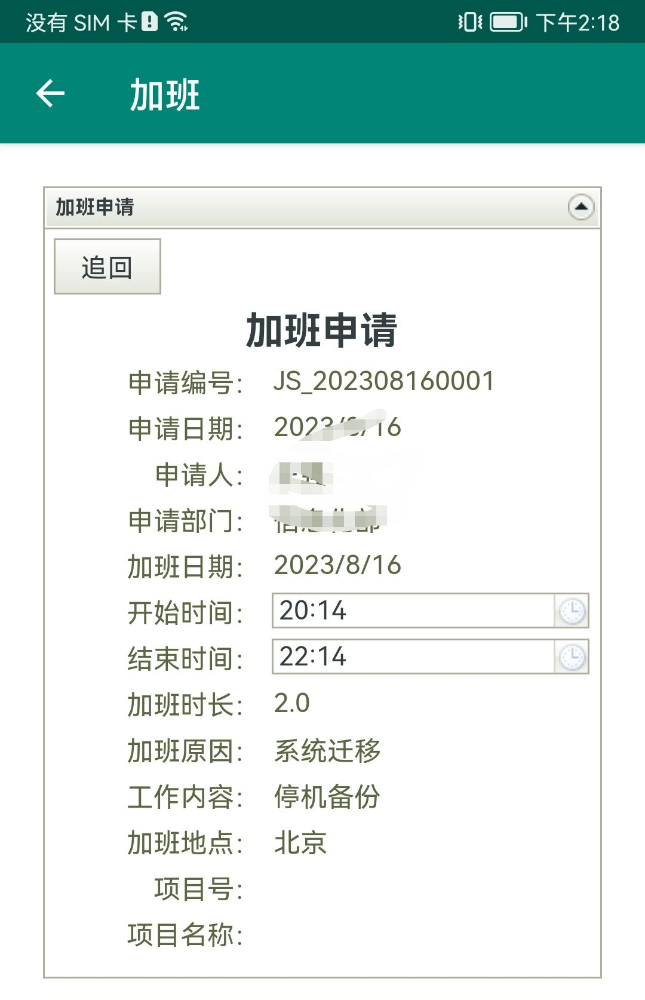 没有 SIM 卡 下午2:18
加班
加班申请
追回
加班申请
申请编号: JS_202308160001
申请日期: 2023/8/16
申请人:
申请部门:
加班日期: 2023/8/16
开始时间: 20:14
结束时间: 22:14
加班时长: 2.0
加班原因: 系统迁移
工作内容: 停机备份
加班地点: 北京
项目号:
项目名称: